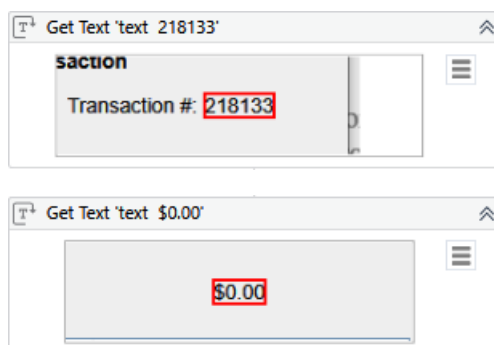 Get Text 'text 218133'
saction
Transaction #: 218133
Get Text 'text $0.00'
$0.00